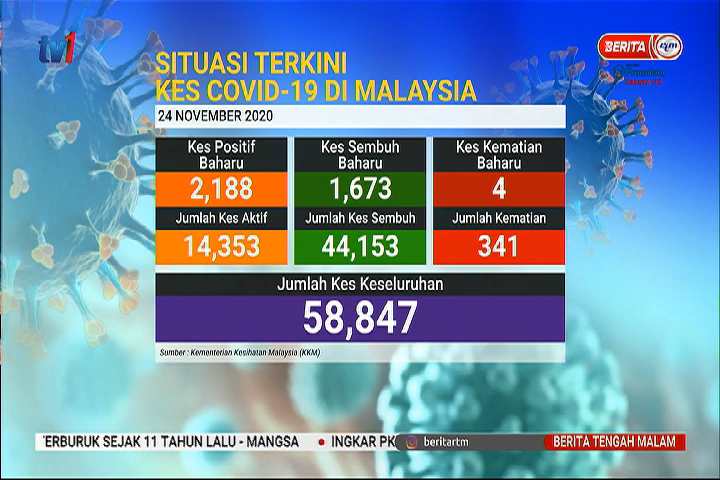 tv1
BERITA rtm
SITUASI TERKINI
KES COVID-19 DI MALAYSIA
24 NOVEMBER 2020
Kes Positif Baharu
2,188
Kes Sembuh Baharu
1,673
Kes Kematian Baharu
4
Jumlah Kes Aktif
14,353
Jumlah Kes Sembuh
44,153
Jumlah Kematian
341
Jumlah Kes Keseluruhan
58,847
Sumber : Kementerian Kesihatan Malaysia (KKM)
ERBURUK SEJAK 11 TAHUN LALU - MANGSA • INGKAR PK
beritartm
BERITA TENGAH MALAM